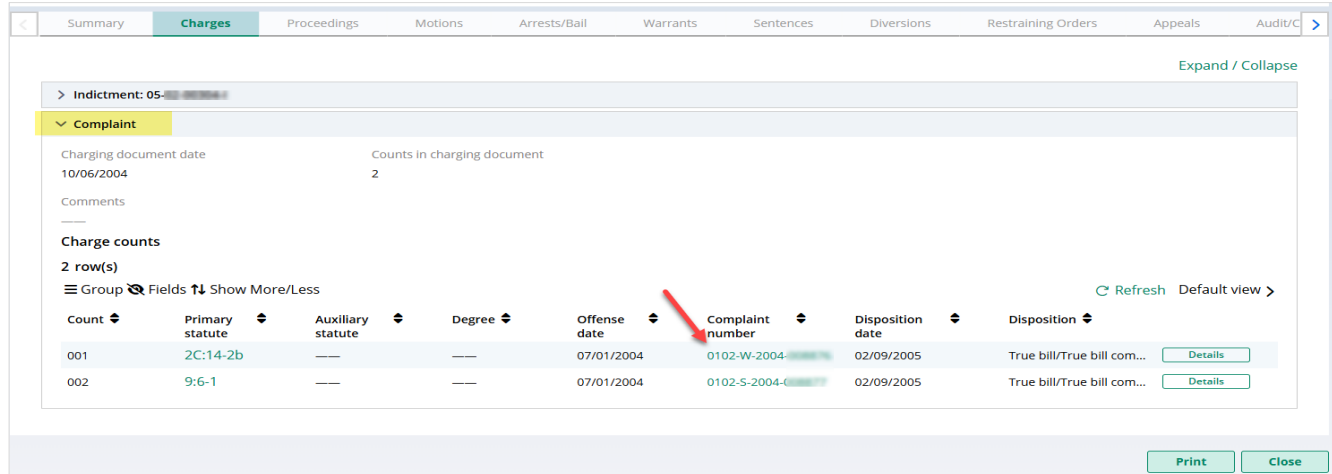 Summary Charges Proceedings Motions Arrests/Bail Warrants Sentences Diversions Restraining Orders Appeals Audit/C
Expand / Collapse
Indictment: 05-
Complaint
Charging document date Counts in charging document
10/06/2004 2
Comments
——
Charge counts
2 row(s)
Group Fields Show More/Less Refresh Default view
Count Primary statute Auxiliary statute Degree Offense date Complaint number Disposition date Disposition
001 2C:14-2b —— —— 07/01/2004 0102-W-2004- 02/09/2005 True bill/True bill com... Details
002 9:6-1 —— —— 07/01/2004 0102-S-2004- 02/09/2005 True bill/True bill com... Details
Print Close